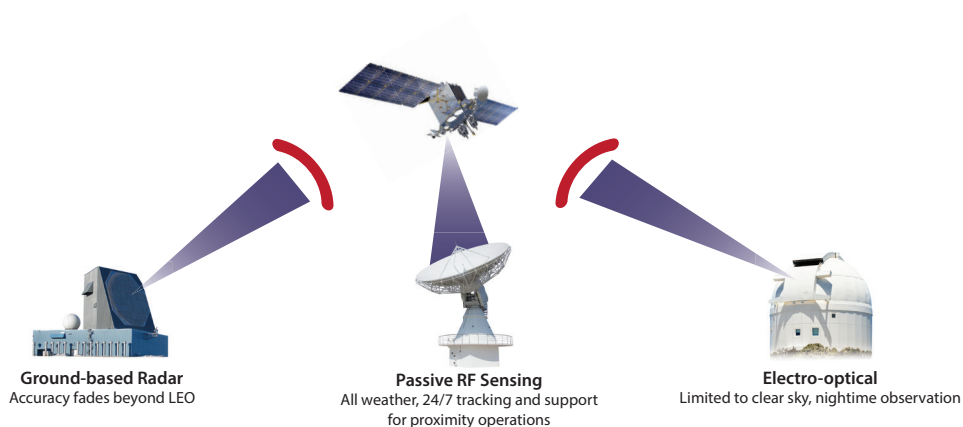 Ground-based Radar
Accuracy fades beyond LEO
Passive RF Sensing
All weather, 24/7 tracking and support
for proximity operations
Electro-optical
Limited to clear sky, nightime observation